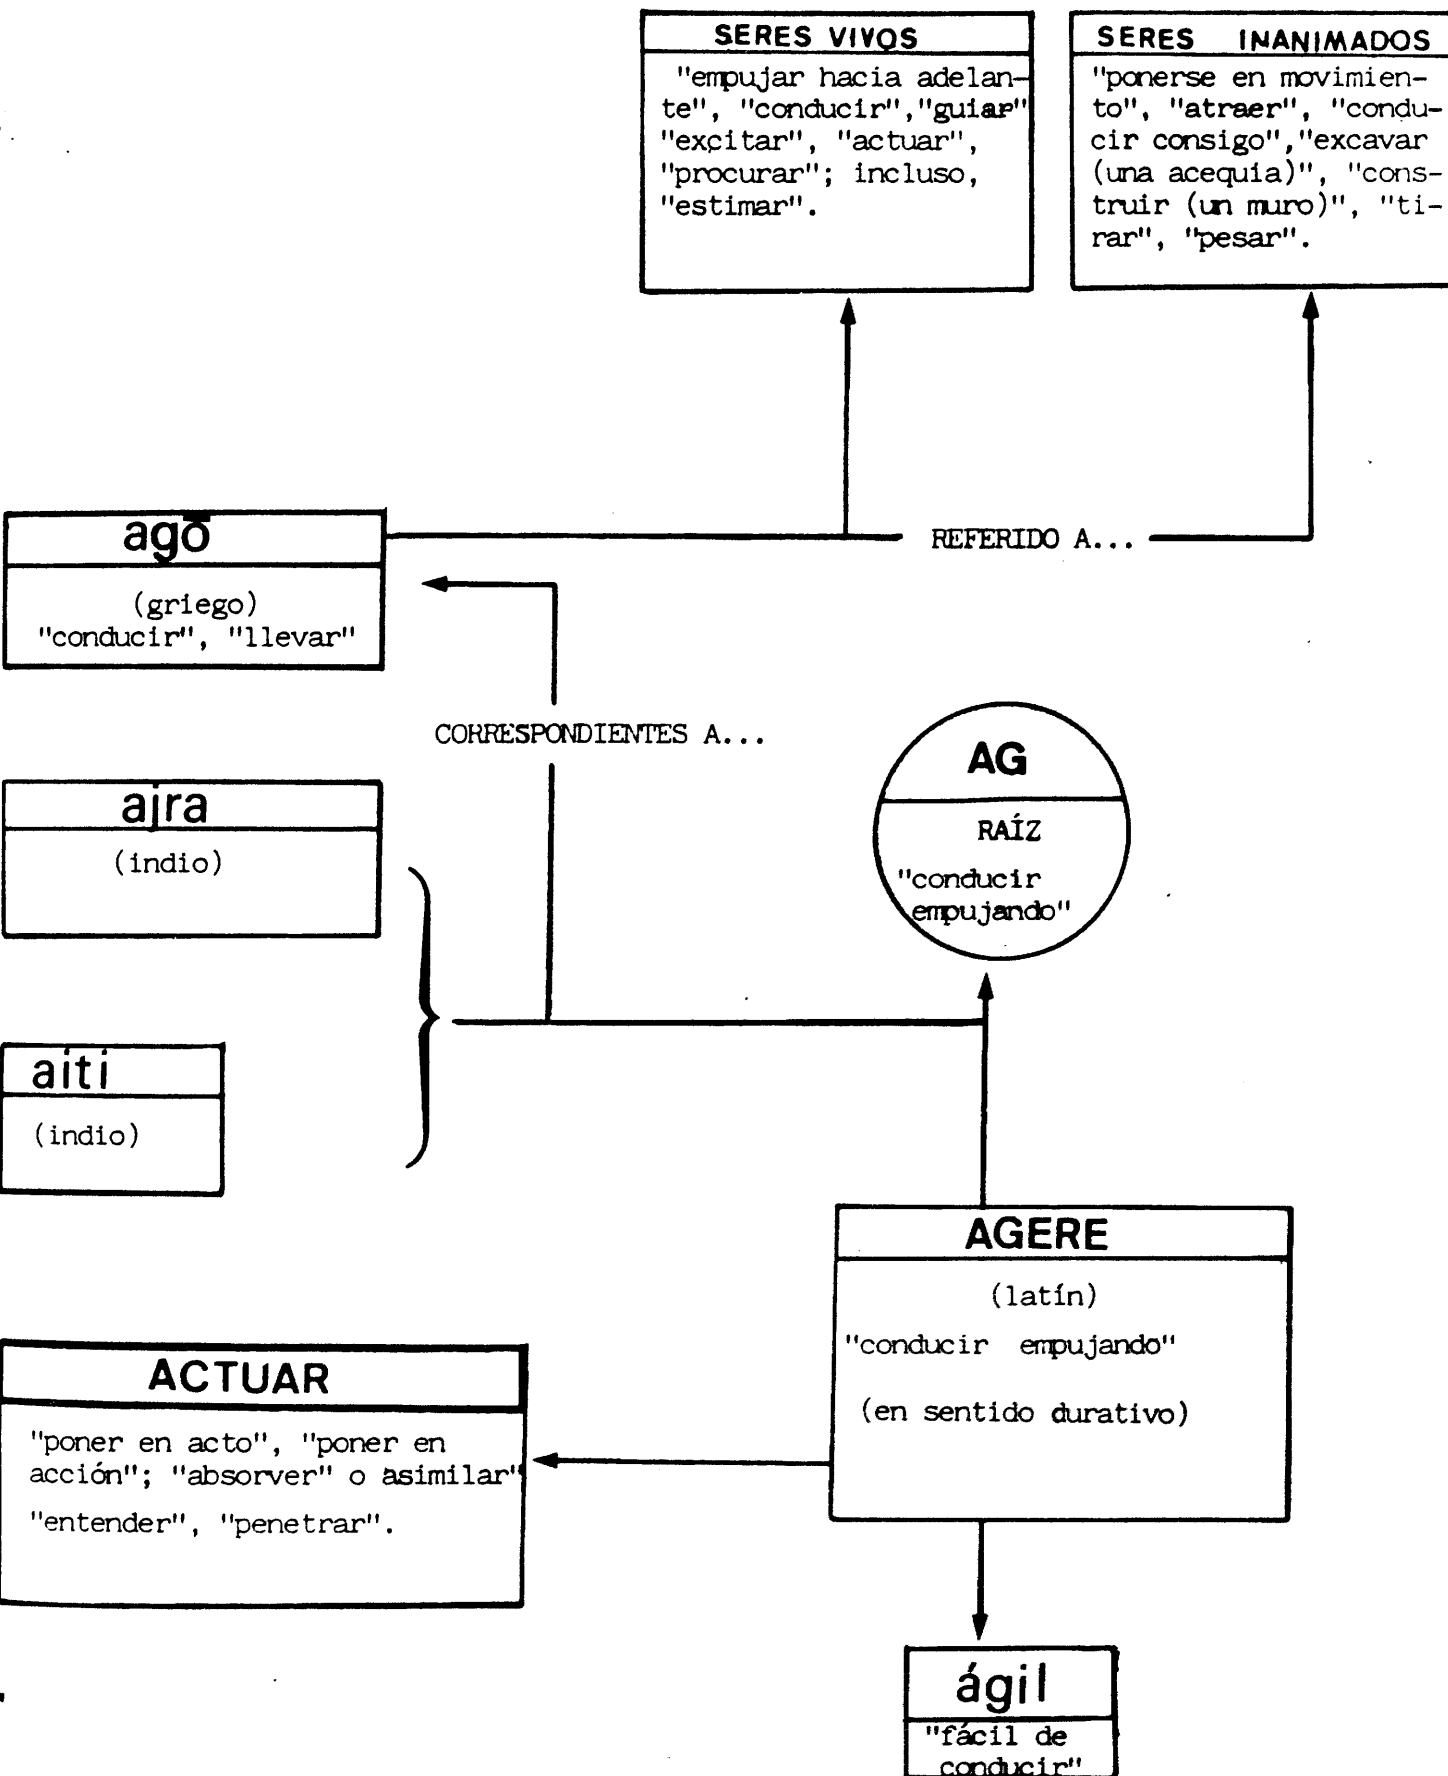 SERES VIVOS
"empujar hacia adelan-
te", "conducir","guiar"
"excitar", "actuar",
"procurar"; incluso,
"estimar".
SERES INANIMADOS
"ponerse en movimien-
to", "atraer", "condu-
cir consigo","excavar
(una acequia)", "cons-
truir (un muro)", "ti-
rar", "pesar".
agō
(griego)
"conducir", "llevar"
REFERIDO A...
CORRESPONDIENTES A...
AG
RAÍZ
"conducir
empujando"
ajra
(indio)
aiti
(indio)
AGERE
(latín)
"conducir empujando"
(en sentido durativo)
ACTUAR
"poner en acto", "poner en
acción"; "absorver" o asimilar"
"entender", "penetrar".
ágil
"fácil de
conducir"